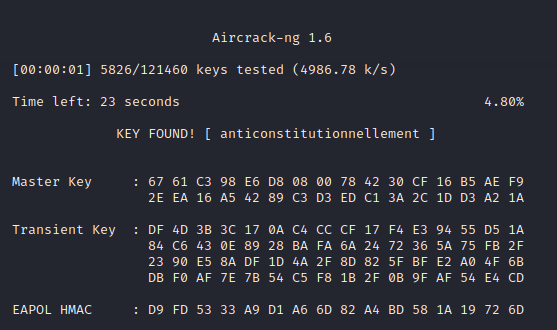 Aircrack-ng 1.6
[00:00:01] 5826/121460 keys tested (4986.78 k/s)
Time left: 23 seconds 4.80%
KEY FOUND! [ anticonstitutionnellement ]
Master Key : 67 61 C3 98 E6 D8 08 00 78 42 30 CF 16 B5 AE F9
2E EA 16 A5 42 89 C3 D3 ED C1 3A 2C 1D D3 A2 1A
Transient Key : DF 4D 3B 3C 17 0A C4 CC CF 17 F4 E3 94 55 D5 1A
84 C6 43 0E 89 28 BA FA 6A 24 72 36 5A 75 FB 2F
23 90 E5 8A DF 1D 4A 2F 8D 82 5F BF E2 A0 4F 6B
DB F0 AF 7E 7B 54 C5 F8 1B 2F 0B 9F AF 54 E4 CD
EAPOL HMAC : D9 FD 53 33 A9 D1 A6 6D 82 A4 BD 58 1A 19 72 6D